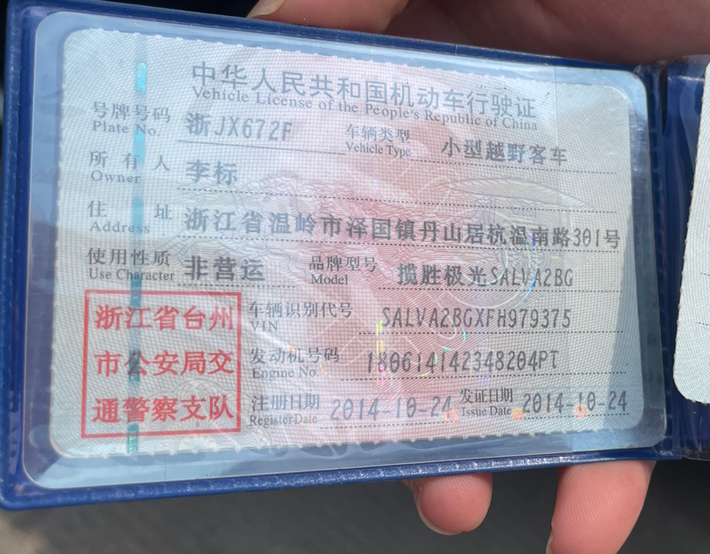 中华人民共和国机动车行驶证
Vehicle License of the People's Republic of China
号牌号码 浙JX672F 车辆类型 小型越野客车
Plate No. Vehicle Type
所有人 李标
Owner
住址 浙江省温岭市泽国镇丹山居杭温南路301号
Address
使用性质 非营运 品牌型号 揽胜极光SALVA2BG
Use Character Model
浙江省台州
市公安局交
通警察支队
车辆识别代号 SALVA2BGXFH979375
VIN
发动机号码 180614142348204PT
Engine No.
注册日期 2014-10-24 发证日期 2014-10-24
Register Date Issue Date